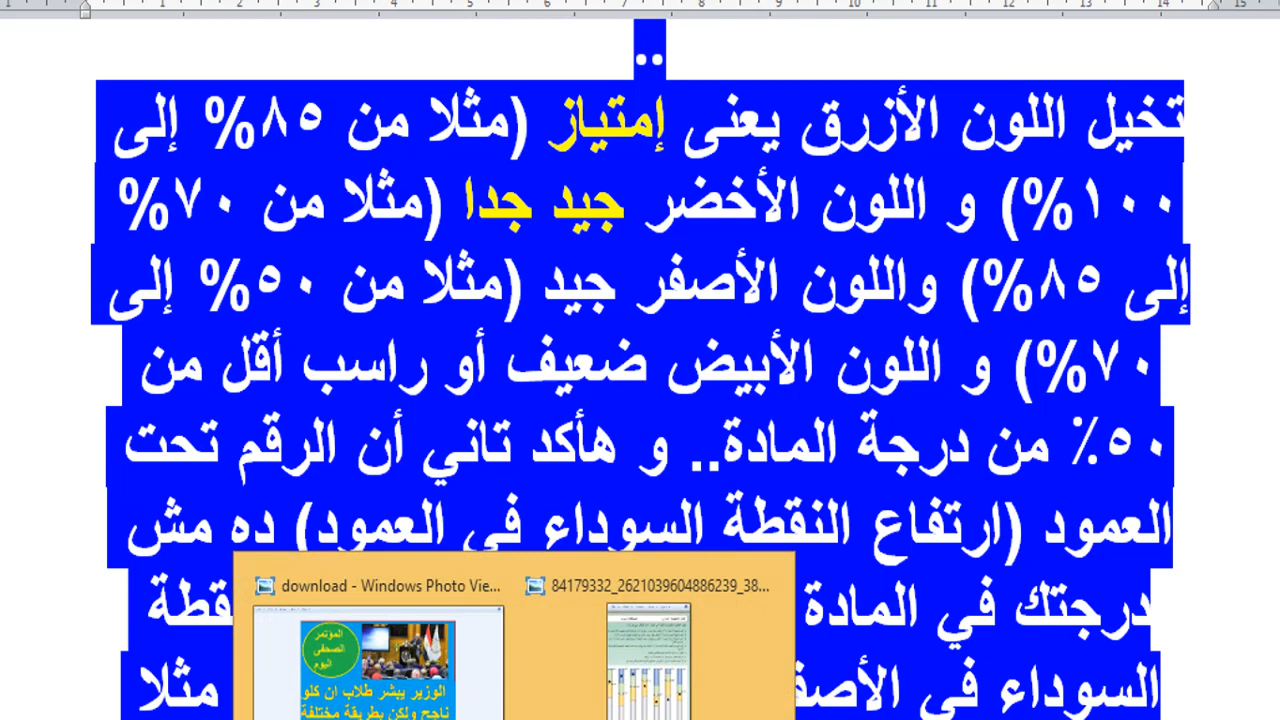 ..
تخيل اللون الأزرق يعنى إمتياز (مثلا من ٨٥% إلى
١٠٠%) و اللون الأخضر جيد جدا (مثلا من ٧٠%
إلى ٨٥%) واللون الأصفر جيد (مثلا من ٥٠% إلى
٧٠%) و اللون الأبيض ضعيف أو راسب أقل من
٥٠٪ من درجة المادة.. و هأكد تاني أن الرقم تحت
العمود (ارتفاع النقطة السوداء في العمود) ده مش
درجتك في المادة
السوداء في الأصف مثلا
download - Windows Photo Vie...
84179332_2621039604886239_38...
المؤتمر
الصحفى
اليوم
الوزير يبشر طلاب ان كلو
ناجح ولكن بطريقة مختلفة